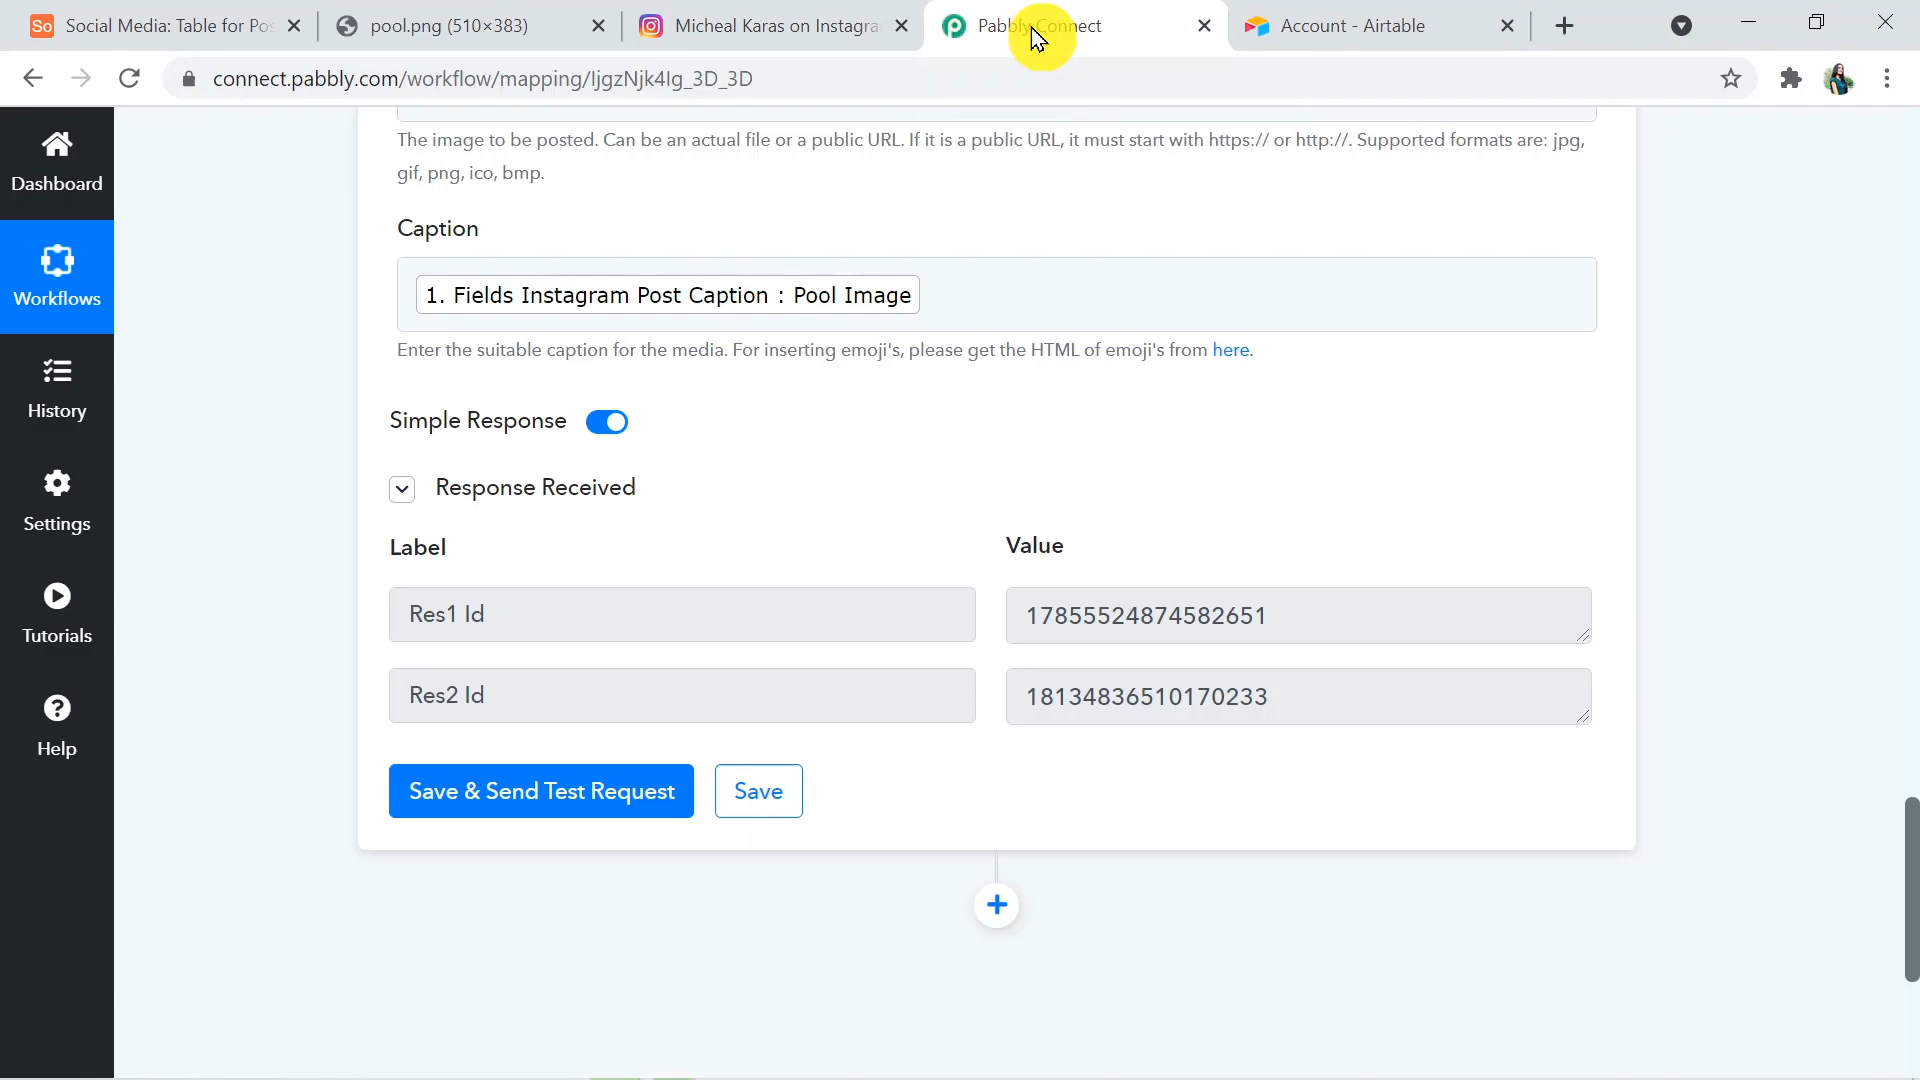 So Social Media: Table for Pos
pool.png (510×383)
Micheal Karas on Instagra
Pabbly Connect
Account - Airtable
connect.pabbly.com/workflow/mapping/IjgzNjk4Ig_3D_3D
Dashboard
Workflows
History
Settings
Tutorials
Help
The image to be posted. Can be an actual file or a public URL. If it is a public URL, it must start with https:// or http://. Supported formats are: jpg,
gif, png, ico, bmp.
Caption
1. Fields Instagram Post Caption : Pool Image
Enter the suitable caption for the media. For inserting emoji's, please get the HTML of emoji's from here.
Simple Response
Response Received
Label
Value
Res1 Id
17855524874582651
Res2 Id
18134836510170233
Save & Send Test Request
Save